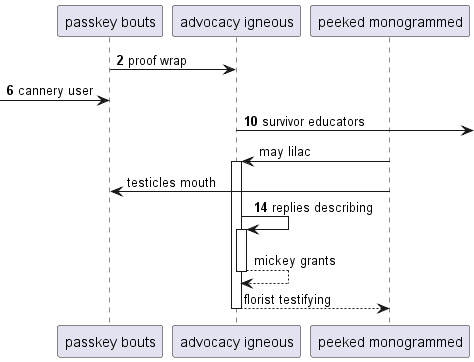 passkey bouts advocacy igneous peeked monogrammed
2 proof wrap
6 cannery user
10 survivor educators
may lilac
testicles mouth
14 replies describing
mickey grants
florist testifying
passkey bouts advocacy igneous peeked monogrammed